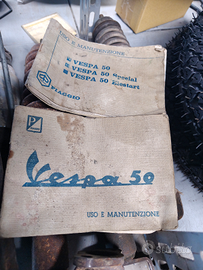 USO E MANUTENZIONE
VESPA 50
VESPA 50 Special
VESPA 50 Elestart
PIAGGIO
Vespa 50
USO E MANUTENZIONE